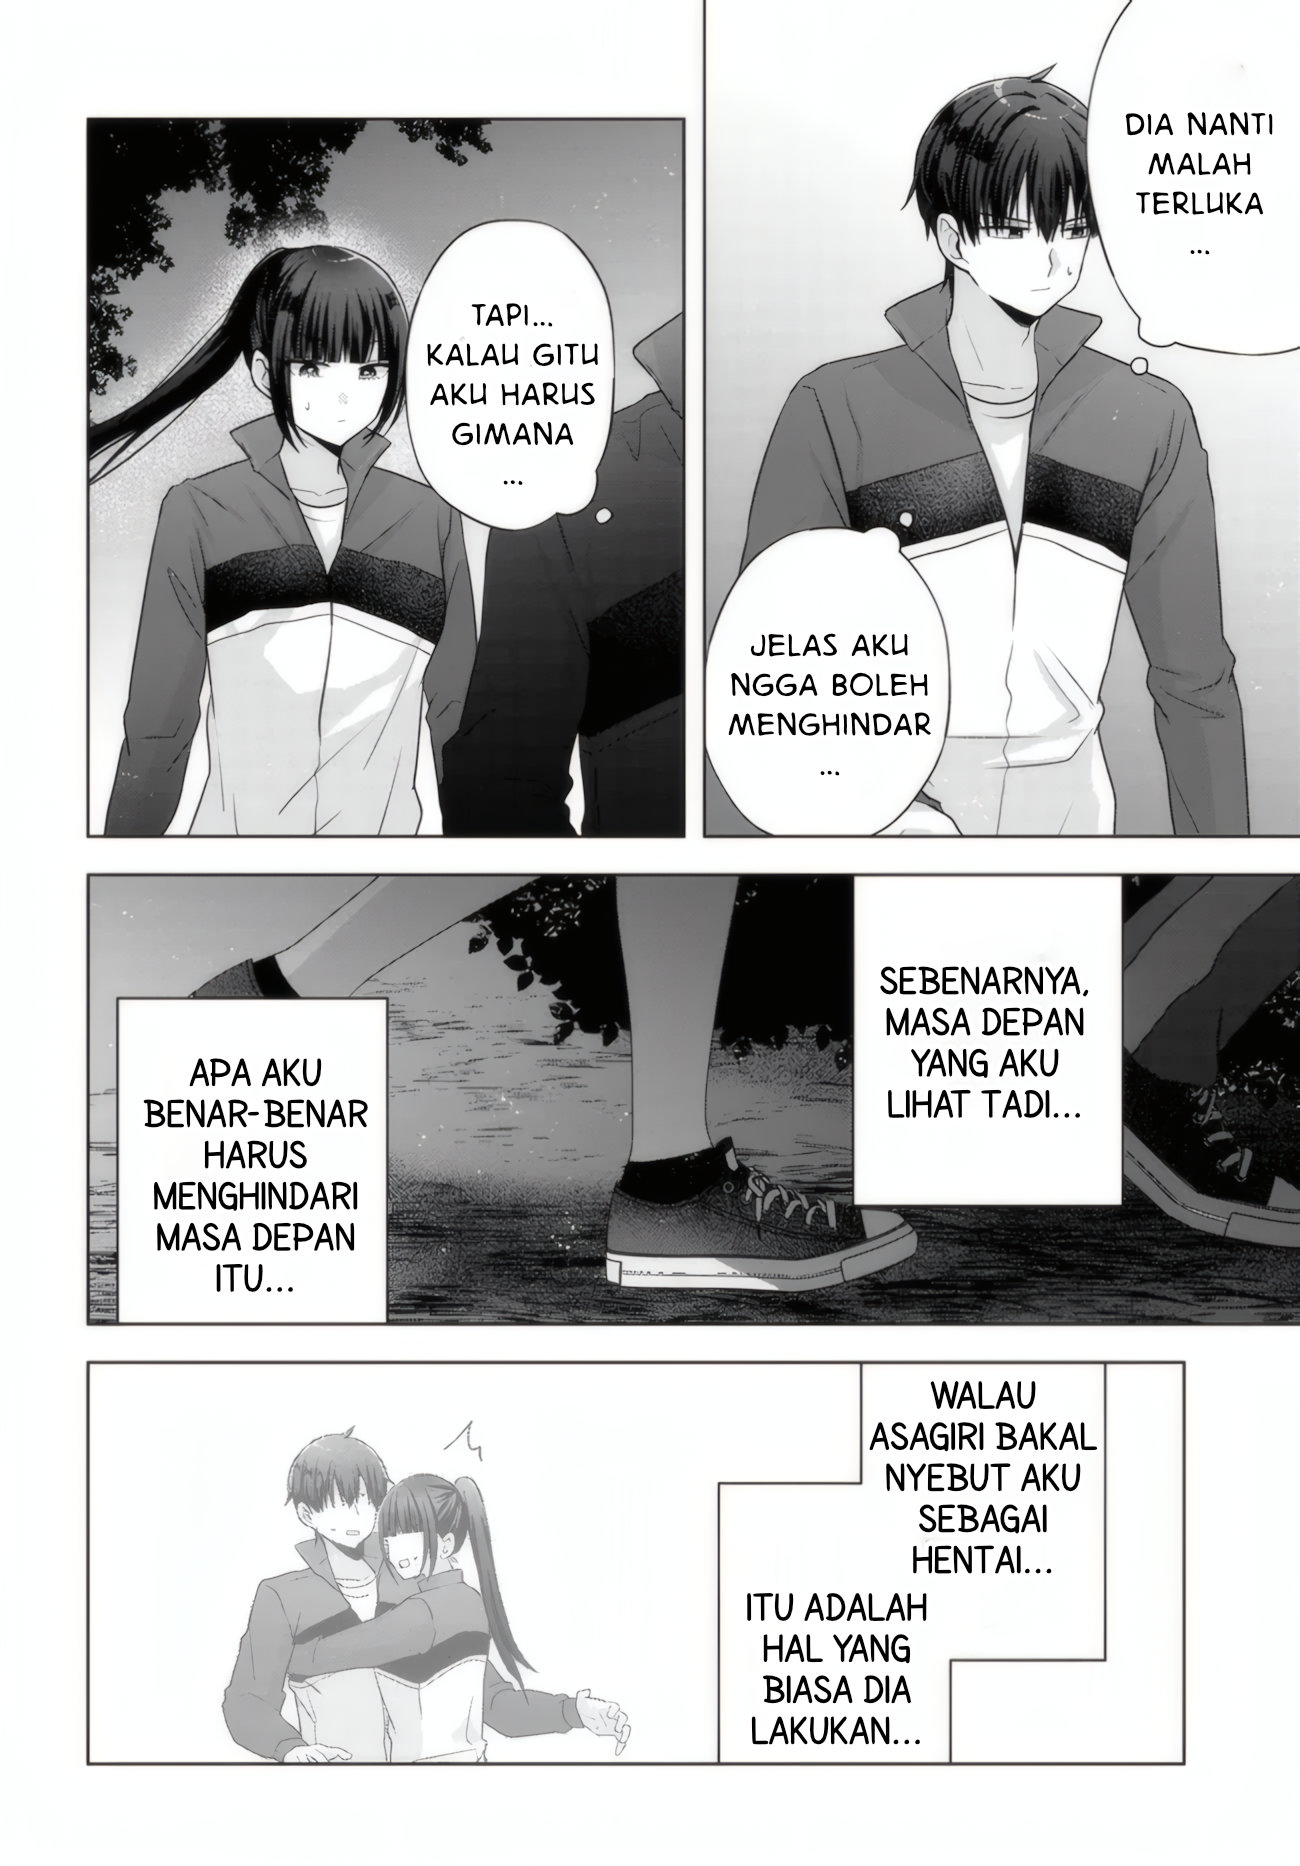 DIA NANTI
MALAH
TERLUKA
...
JELAS AKU
NGGA BOLEH
MENGHINDAR
...
TAPI...
KALAU GITU
AKU HARUS
GIMANA
...
SEBENARNYA,
MASA DEPAN
YANG AKU
LIHAT TADI...
APA AKU
BENAR-BENAR
HARUS
MENGHINDARI
MASA DEPAN
ITU...
WALAU
ASAGIRI BAKAL
NYEBUT AKU
SEBAGAI
HENTAI...
ITU ADALAH
HAL YANG
BIASA DIA
LAKUKAN...